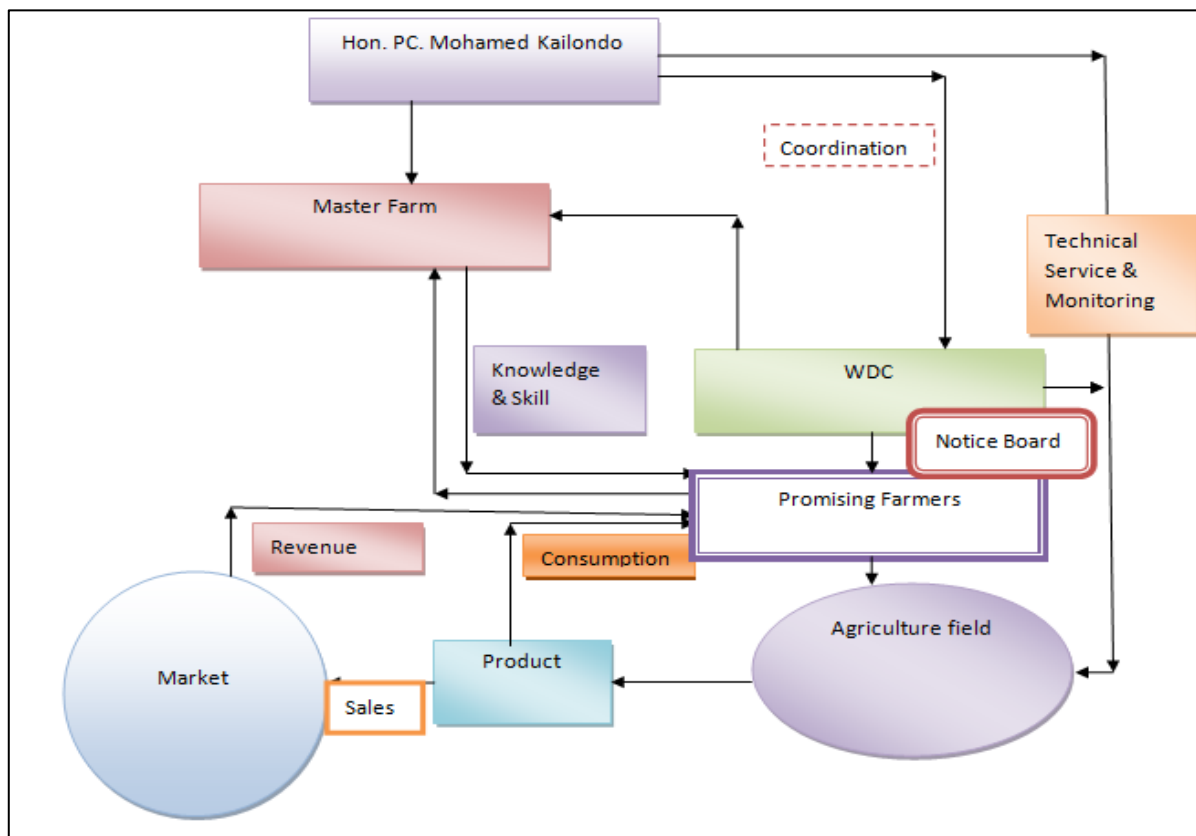 Hon. PC. Mohamed Kailondo
Coordination
Master Farm
Technical
Service &
Monitoring
Knowledge
& Skill
WDC
Notice Board
Promising Farmers
Revenue
Consumption
Agriculture field
Product
Market
Sales